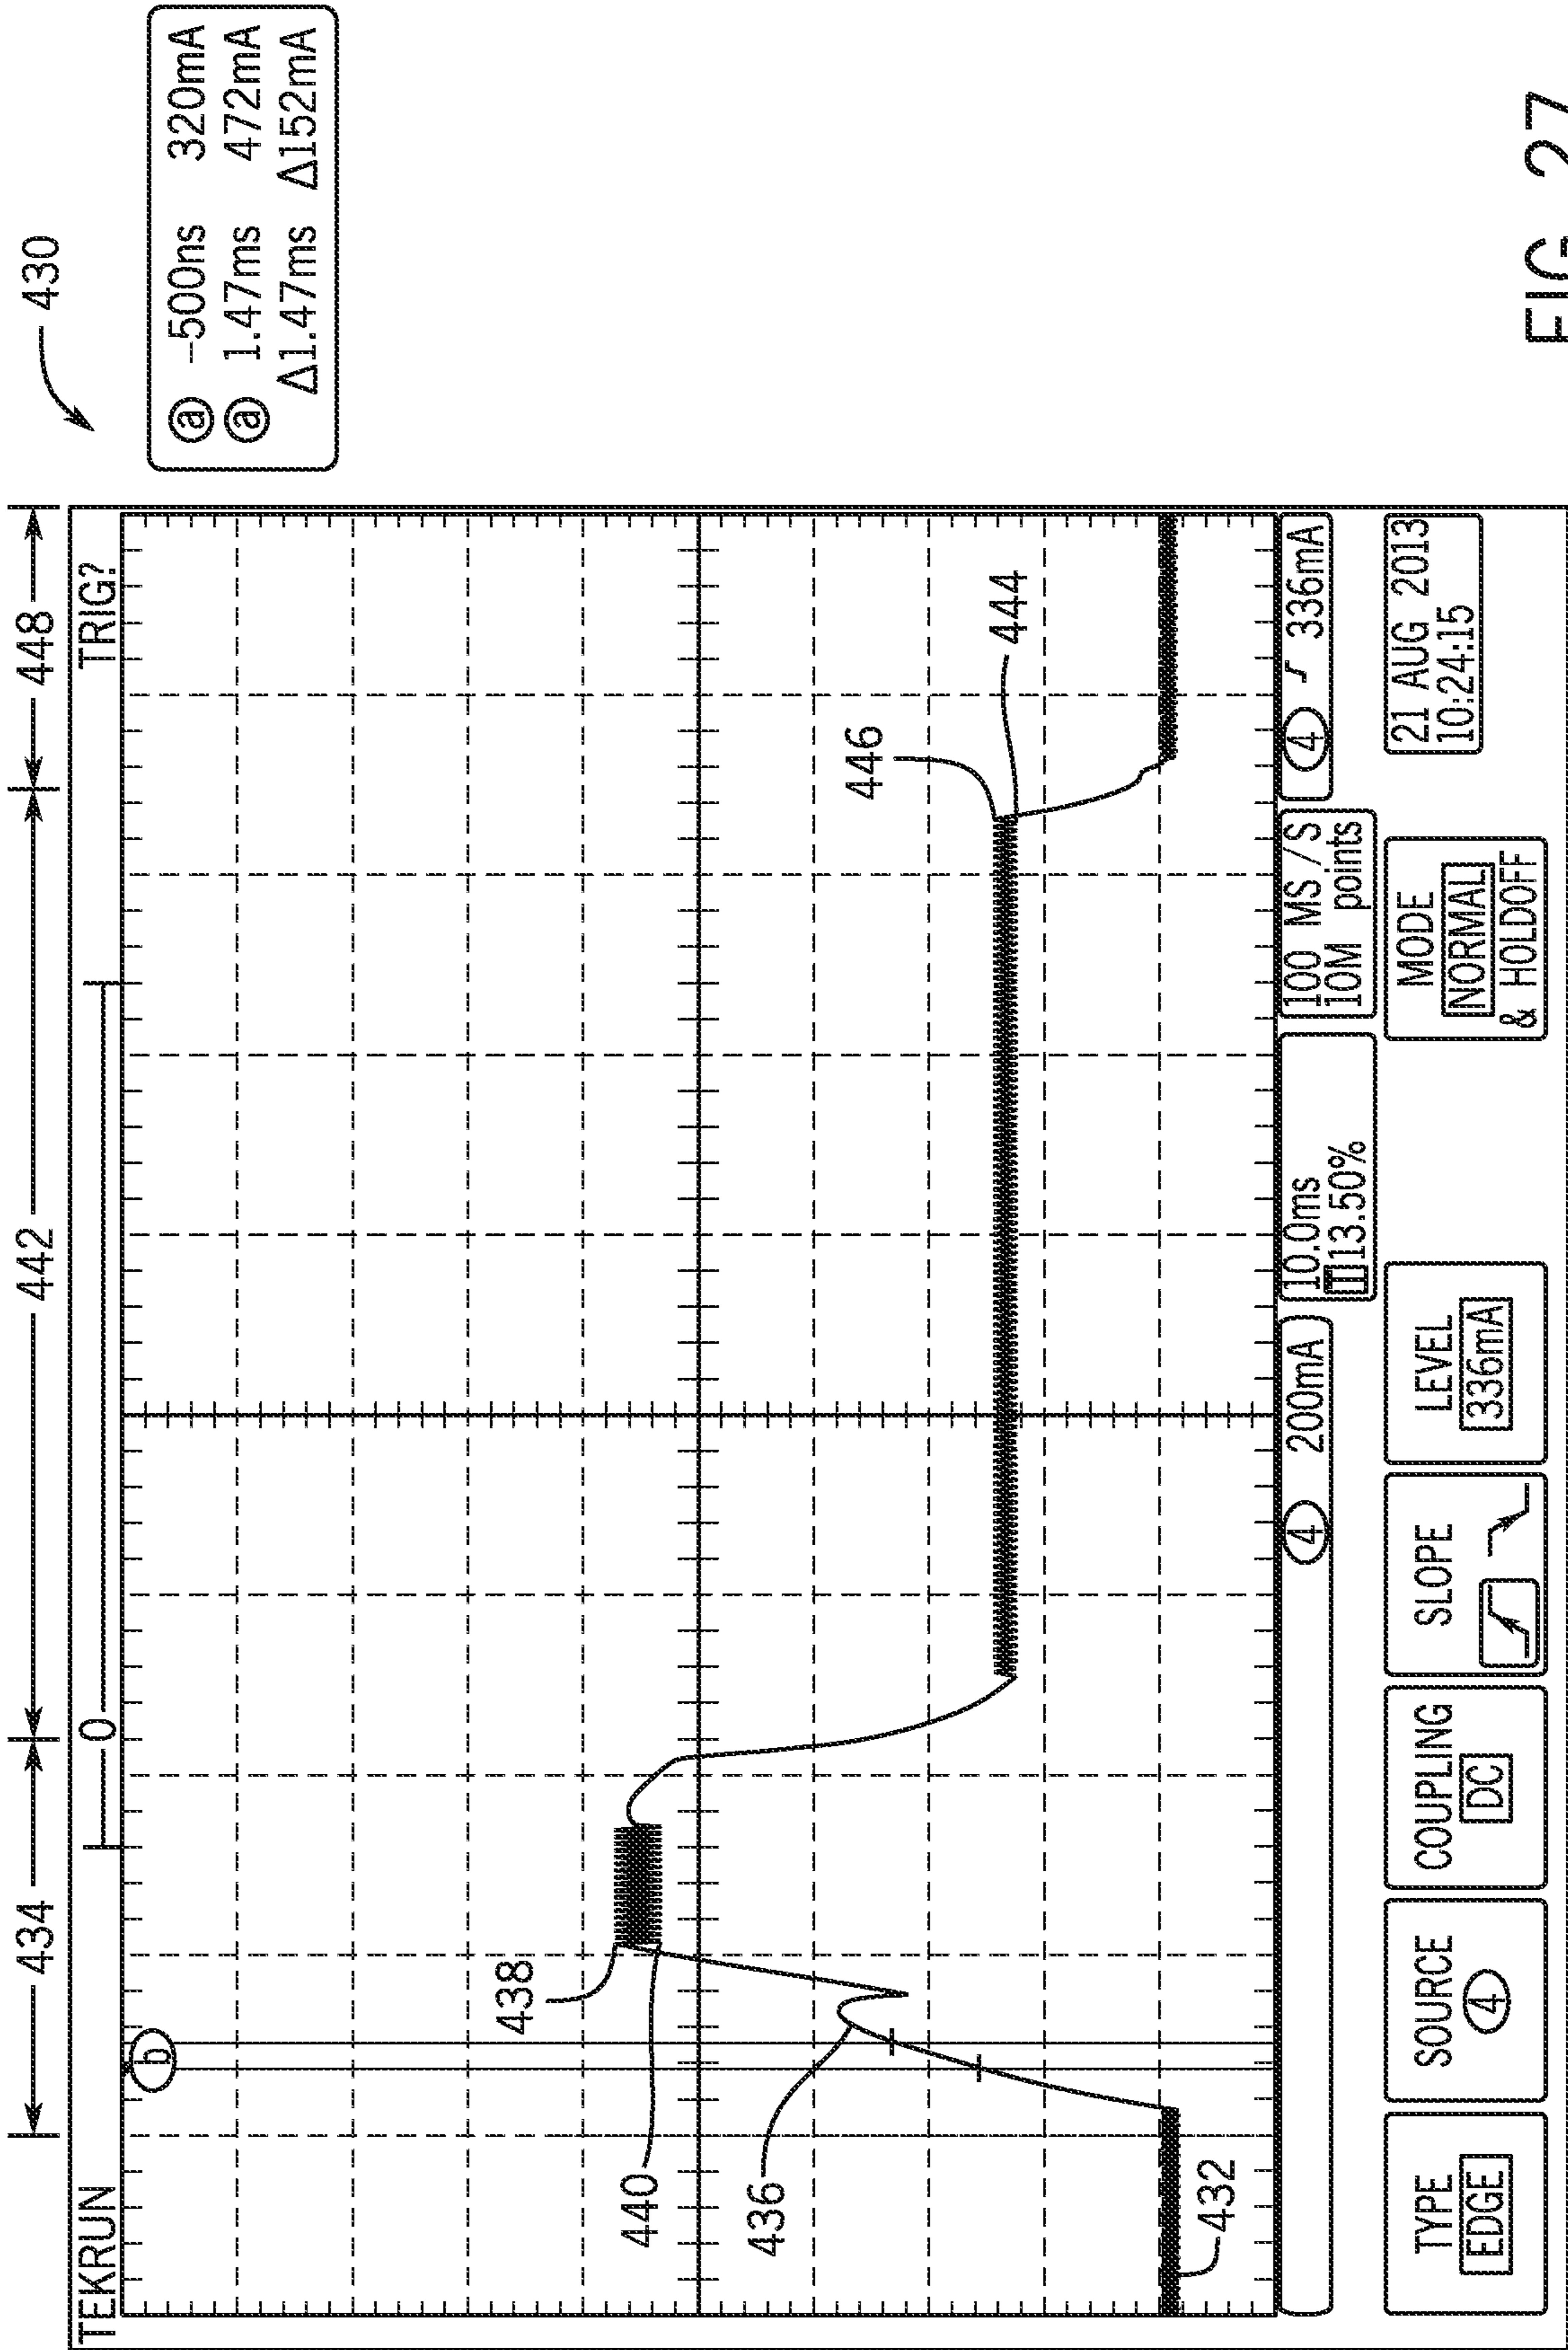 430
434
442
448
TEKRUN
0
TRIG?
ⓐ -500ns 320mA
ⓐ 1.47ms 472mA
Δ1.47ms Δ152mA
ⓑ
438
440
436
432
446
444
④ 200mA
10.0ms
13.50%
100 MS/S
10M points
④ 336mA
TYPE
EDGE
SOURCE
④
COUPLING
DC
SLOPE
LEVEL
336mA
MODE
NORMAL
& HOLDOFF
21 AUG 2013
10:24:15
FIG 27